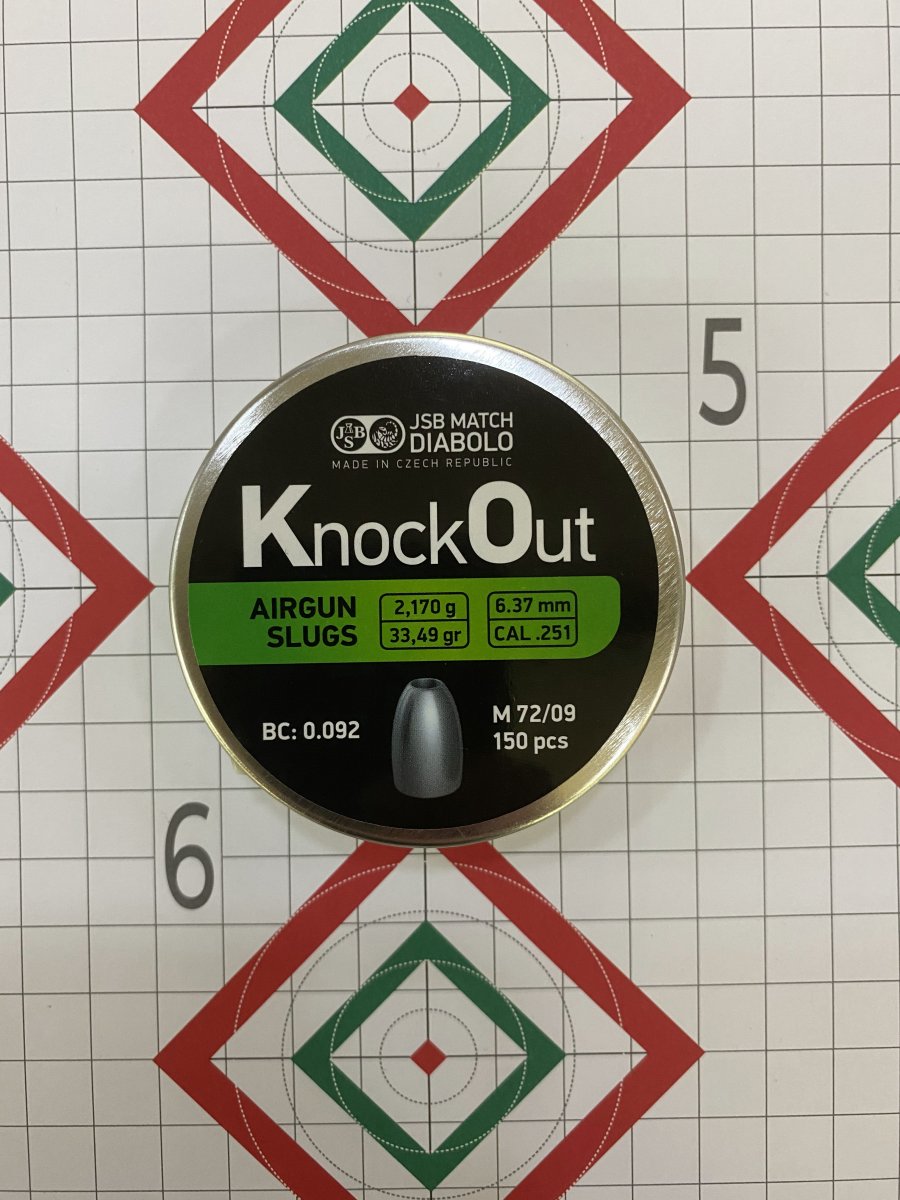 5
JSB
JSB MATCH
DIABOLO
MADE IN CZECH REPUBLIC
KnockOut
AIRGUN
SLUGS
2,170 g
33,49 gr
6.37 mm
CAL .251
BC: 0.092
M 72/09
150 pcs
6